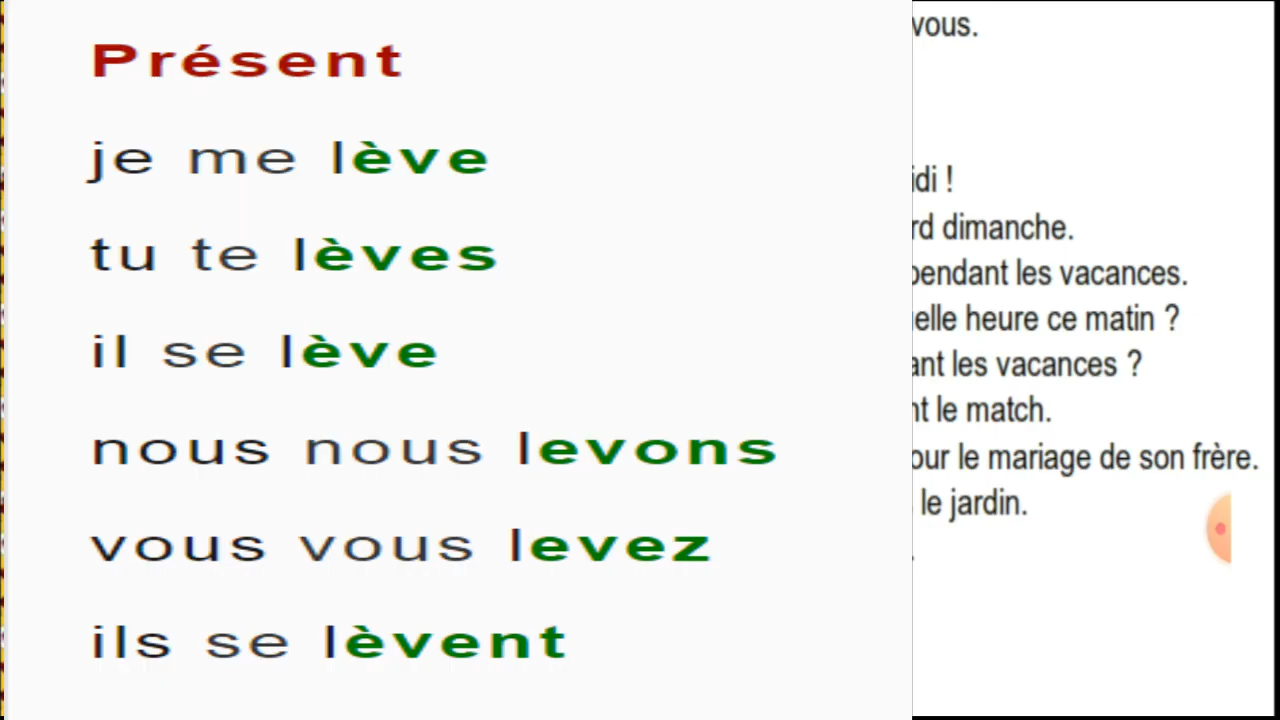 Présent
je me lève
tu te lèves
il se lève
nous nous levons
vous vous levez
ils se lèvent
vous.
idi !
rd dimanche.
pendant les vacances.
elle heure ce matin ?
ant les vacances ?
nt le match.
our le mariage de son frère.
le jardin.